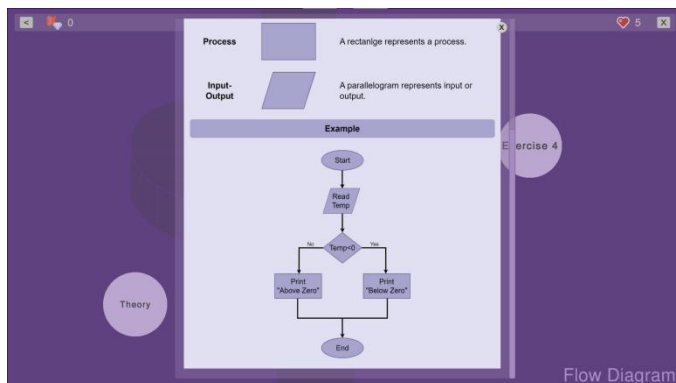 < 0 5 X
X
Process
A rectanlge represents a process.
Input-
Output
A parallelogram represents input or
output.
Example
E ercise 4
Start
Read
Temp
No
Temp<0
Yes
Print
"Above Zero"
Print
"Below Zero"
Theory
End
Flow Diagram